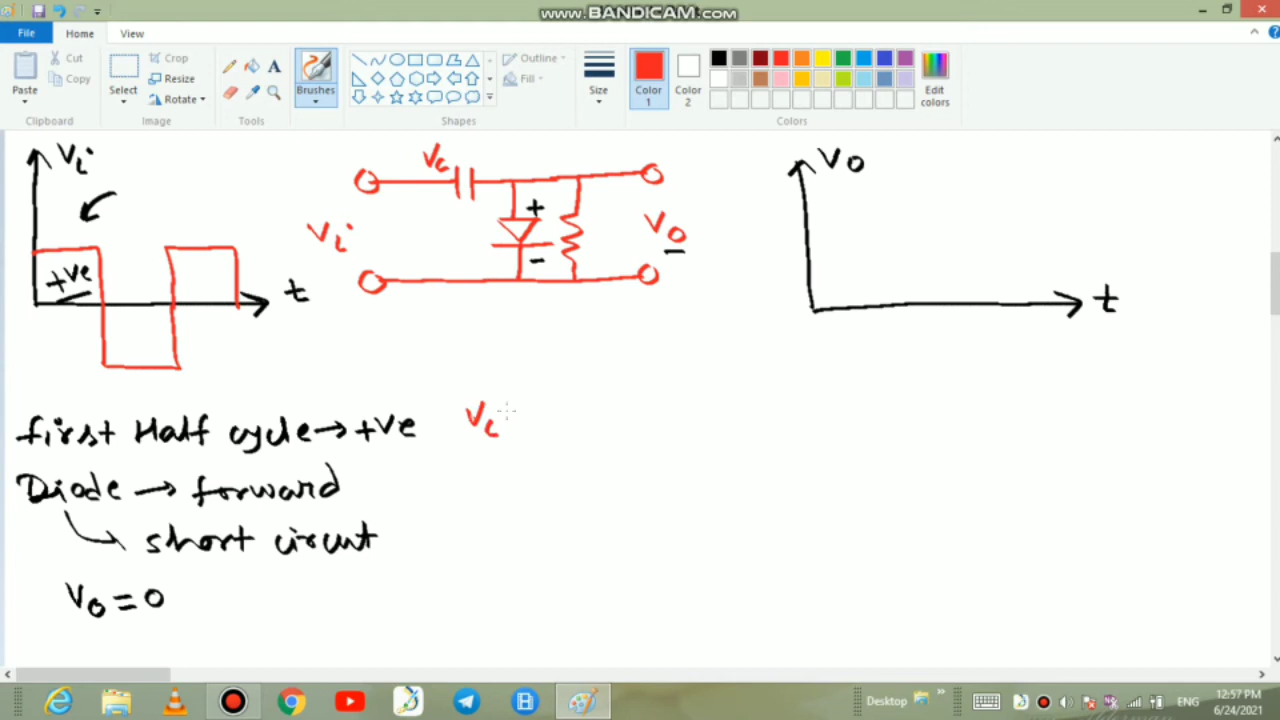 www.BANDICAM.com
File
Home
View
Paste
Cut
Copy
Clipboard
Select
Crop
Resize
Rotate
Image
Tools
Brushes
Shapes
Outline
Fill
Size
Color 1
Color 2
Colors
Edit colors
Vi
+ve
t
Vc
Vi
+
-
Vo
Vo
t
first Half cycle → +ve
Vi
Diode → forward
short circuit
Vo = 0
Desktop
»
ENG
12:57 PM
6/24/2021